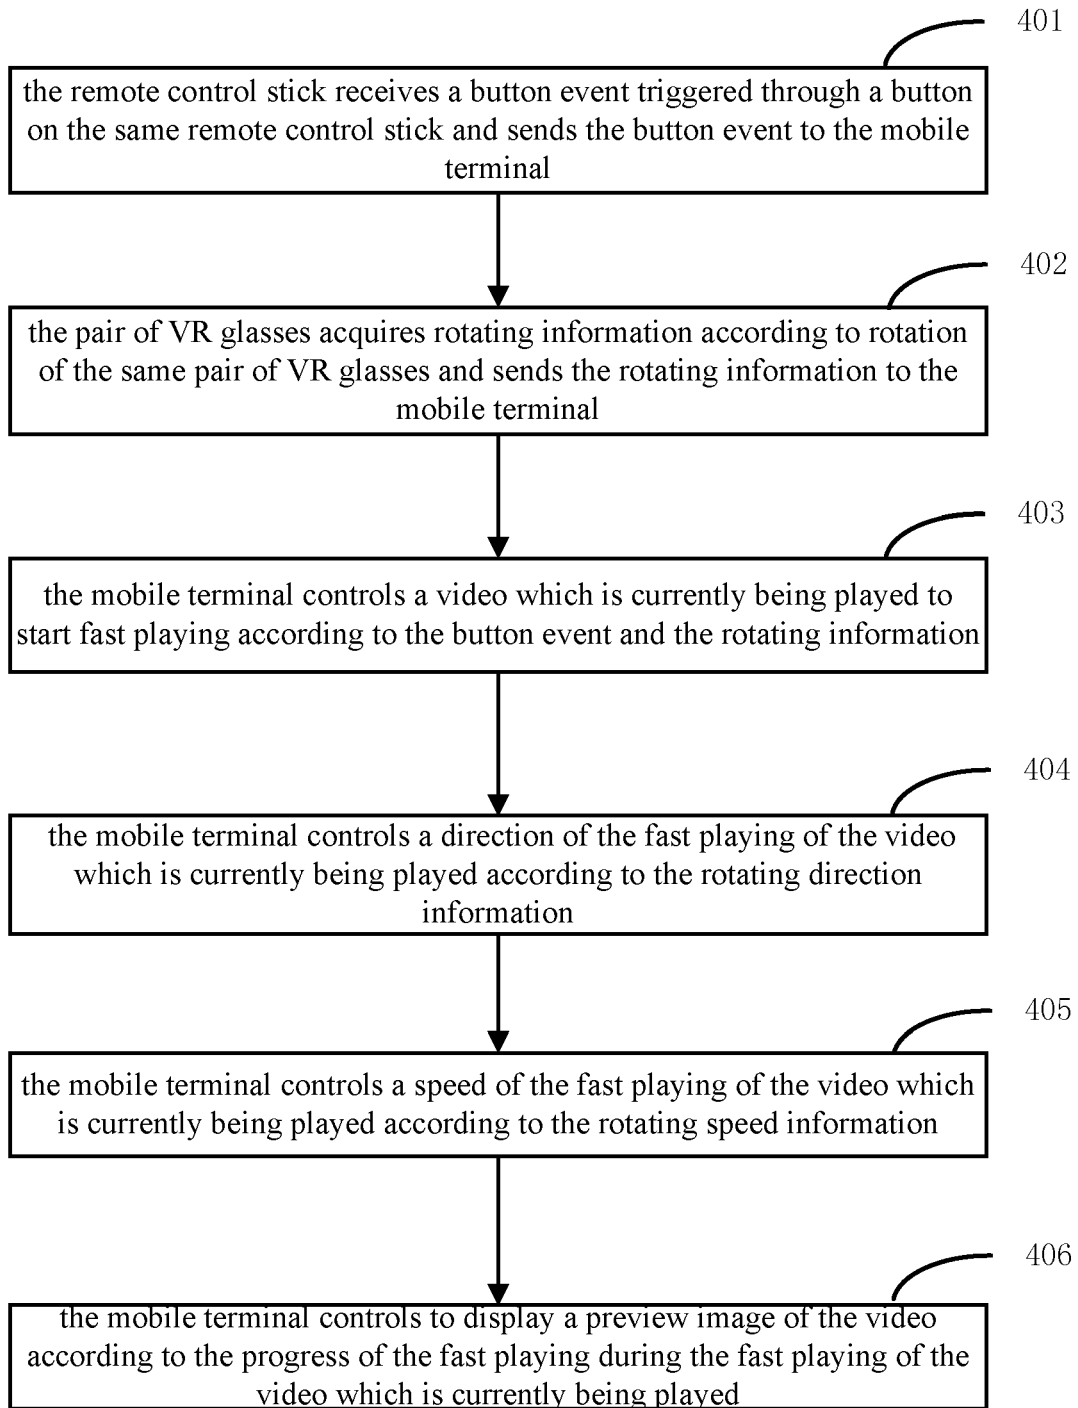 401
the remote control stick receives a button event triggered through a button
on the same remote control stick and sends the button event to the mobile
terminal
402
the pair of VR glasses acquires rotating information according to rotation
of the same pair of VR glasses and sends the rotating information to the
mobile terminal
403
the mobile terminal controls a video which is currently being played to
start fast playing according to the button event and the rotating information
404
the mobile terminal controls a direction of the fast playing of the video
which is currently being played according to the rotating direction
information
405
the mobile terminal controls a speed of the fast playing of the video which
is currently being played according to the rotating speed information
406
the mobile terminal controls to display a preview image of the video
according to the progress of the fast playing during the fast playing of the
video which is currently being played